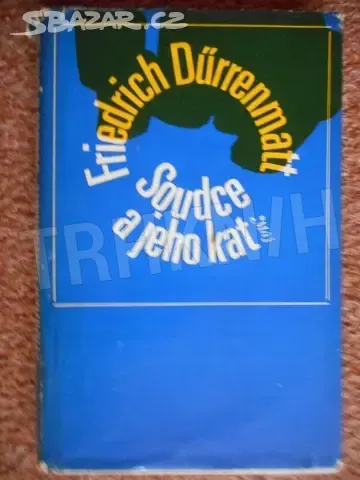 SBAZAR.CZ
Friedrich Dürrenmatt
Soudce
a jeho kat